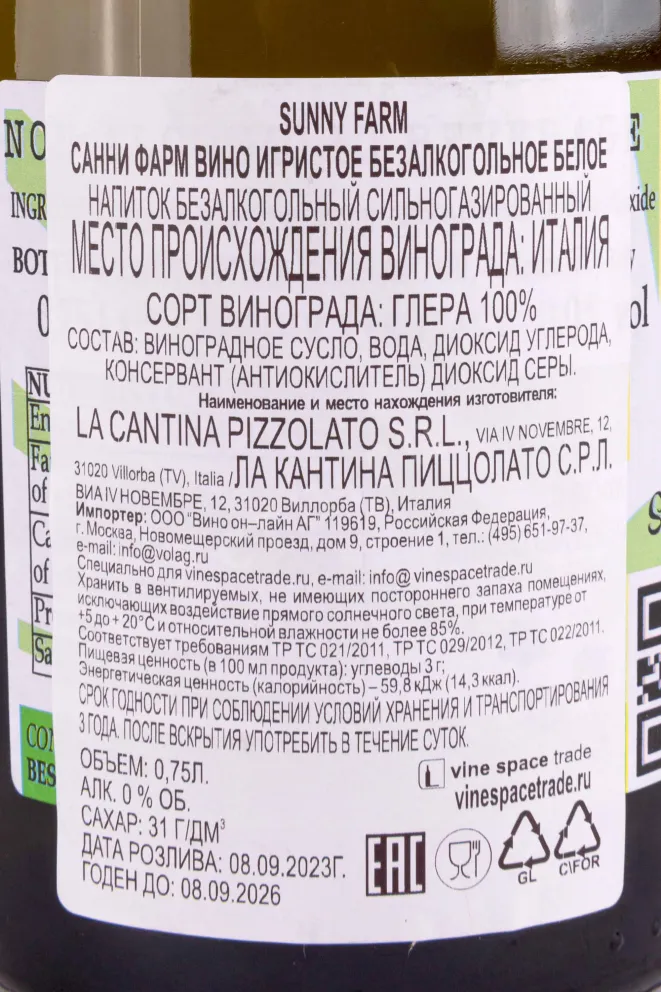 SUNNY FARM
САННИ ФАРМ ВИНО ИГРИСТОЕ БЕЗАЛКОГОЛЬНОЕ БЕЛОЕ
НАПИТОК БЕЗАЛКОГОЛЬНЫЙ СИЛЬНОГАЗИРОВАННЫЙ
МЕСТО ПРОИСХОЖДЕНИЯ ВИНОГРАДА: ИТАЛИЯ
СОРТ ВИНОГРАДА: ГЛЕРА 100%
СОСТАВ: ВИНОГРАДНОЕ СУСЛО, ВОДА, ДИОКСИД УГЛЕРОДА,
КОНСЕРВАНТ (АНТИОКИСЛИТЕЛЬ) ДИОКСИД СЕРЫ.
Наименование и место нахождения изготовителя:
LA CANTINA PIZZOLATO S.R.L., VIA IV NOVEMBRE, 12,
31020 Villorba (TV), Italia /ЛА КАНТИНА ПИЦЦОЛАТО С.Р.Л.
ВИА IV НОВЕМБРЕ, 12, 31020 Виллорба (ТВ), Италия
Импортер: ООО "Вино он–лайн АГ" 119619, Российская Федерация,
г. Москва, Новомещерский проезд, дом 9, строение 1, тел.: (495) 651-97-37,
e-mail: info@volag.ru
Специально для vinespacetrade.ru, e-mail: info@ vinespacetrade.ru
Хранить в вентилируемых, не имеющих постороннего запаха помещениях,
исключающих воздействие прямого солнечного света, при температуре от
+5 до + 20°С и относительной влажности не более 85%.
Соответствует требованиям ТР ТС 021/2011, ТР ТС 029/2012, ТР ТС 022/2011.
Пищевая ценность (в 100 мл продукта): углеводы 3 г;
Энергетическая ценность (калорийность) – 59,8 кДж (14,3 ккал).
СРОК ГОДНОСТИ ПРИ СОБЛЮДЕНИИ УСЛОВИЙ ХРАНЕНИЯ И ТРАНСПОРТИРОВАНИЯ
3 ГОДА. ПОСЛЕ ВСКРЫТИЯ УПОТРЕБИТЬ В ТЕЧЕНИЕ СУТОК.
ОБЪЕМ: 0,75Л.
АЛК. 0 % ОБ.
САХАР: 31 Г/ДМ³
ДАТА РОЗЛИВА: 08.09.2023Г.
ГОДЕН ДО: 08.09.2026
vine space trade
vinespacetrade.ru
EAC
GL
C\FOR